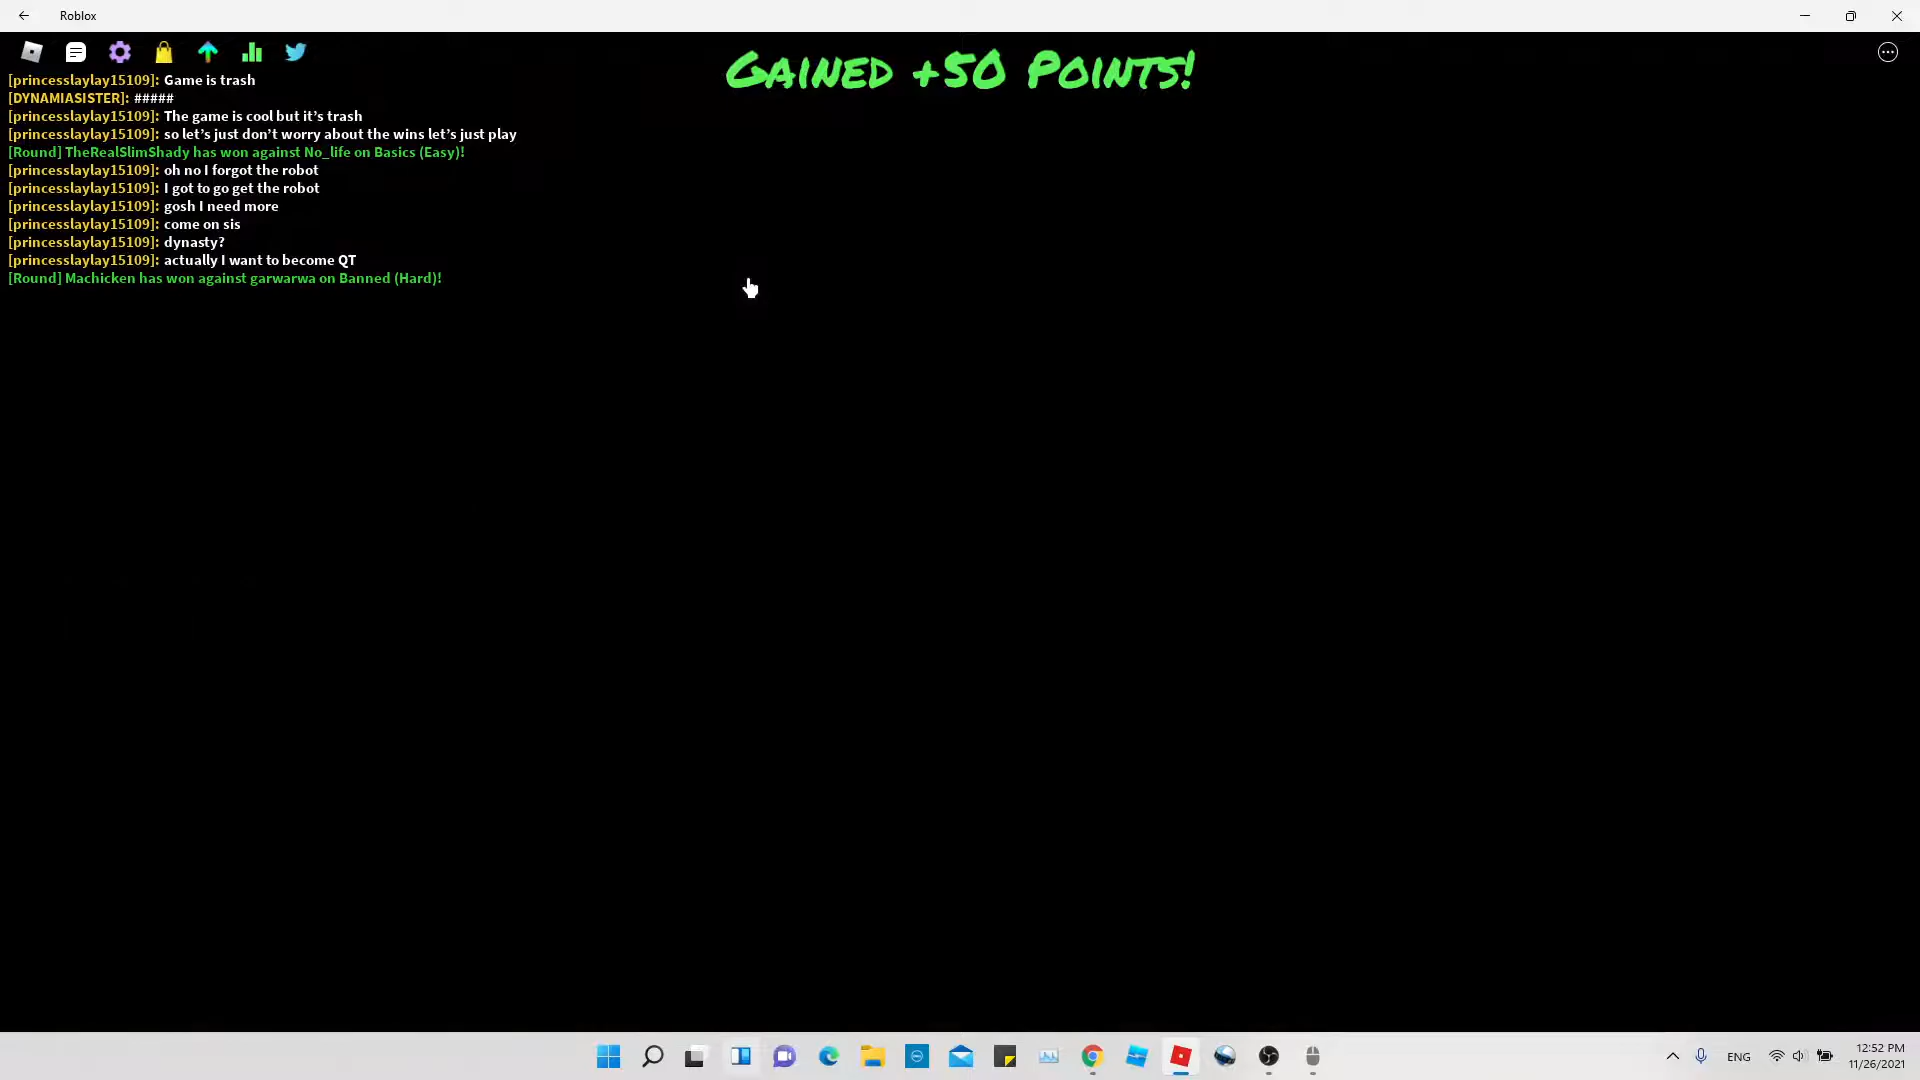 Roblox
Gained +50 Points!
[princesslaylay15109]: Game is trash
[DYNAMIASISTER]: #####
[princesslaylay15109]: The game is cool but it’s trash
[princesslaylay15109]: so let’s just don’t worry about the wins let’s just play
[Round] TheRealSlimShady has won against No_life on Basics (Easy)!
[princesslaylay15109]: oh no I forgot the robot
[princesslaylay15109]: I got to go get the robot
[princesslaylay15109]: gosh I need more
[princesslaylay15109]: come on sis
[princesslaylay15109]: dynasty?
[princesslaylay15109]: actually I want to become QT
[Round] Machicken has won against garwarwa on Banned (Hard)!
ENG
12:52 PM
11/26/2021